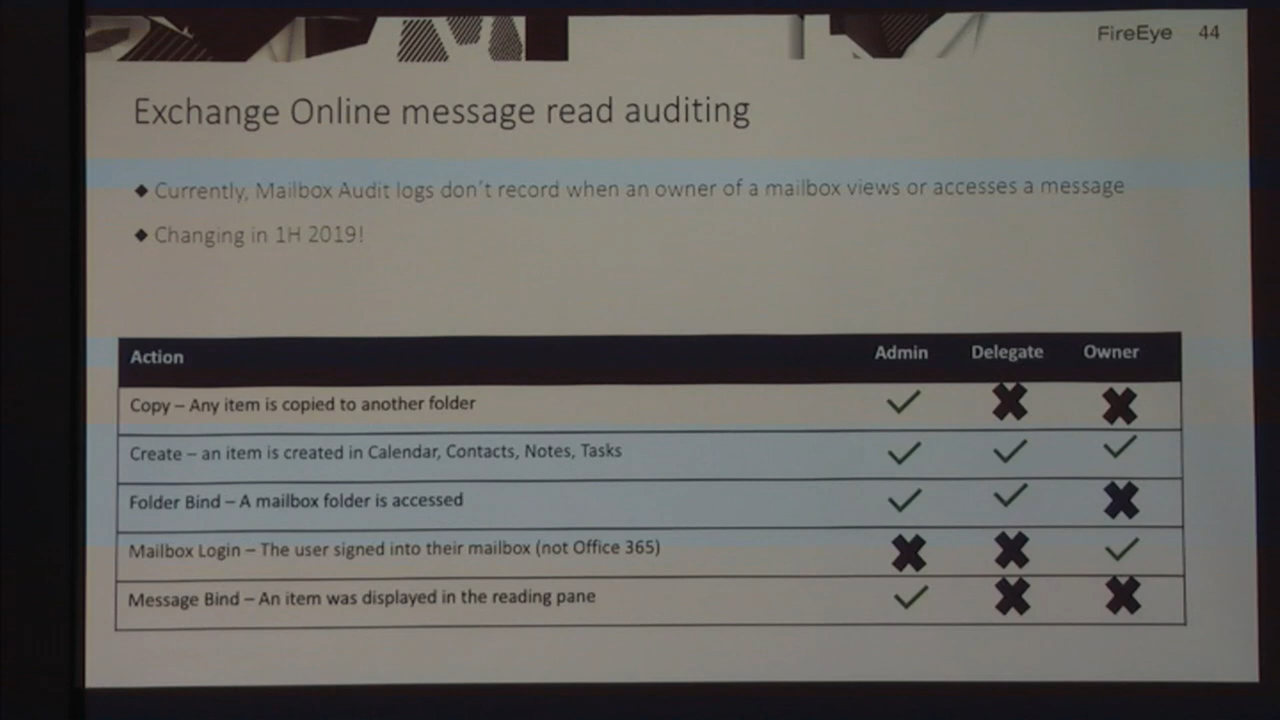 FireEye 44
Exchange Online message read auditing
◆ Currently, Mailbox Audit logs don't record when an owner of a mailbox views or accesses a message
◆ Changing in 1H 2019!
Action Admin Delegate Owner
Copy – Any item is copied to another folder ✓ ✖ ✖
Create – an item is created in Calendar, Contacts, Notes, Tasks ✓ ✓ ✓
Folder Bind – A mailbox folder is accessed ✓ ✓ ✖
Mailbox Login – The user signed into their mailbox (not Office 365) ✖ ✖ ✓
Message Bind – An item was displayed in the reading pane ✓ ✖ ✖